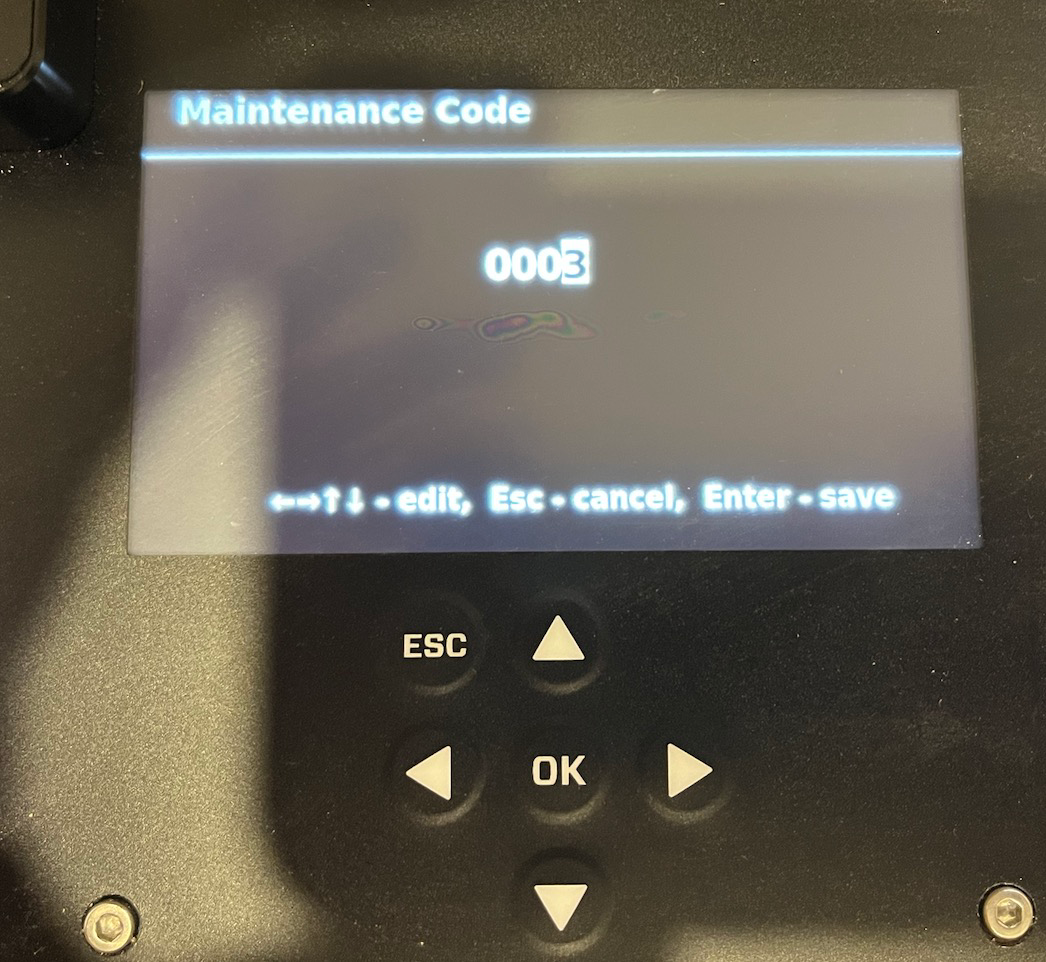 Maintenance Code
0003
←→↑↓ - edit, Esc - cancel, Enter - save
ESC
OK